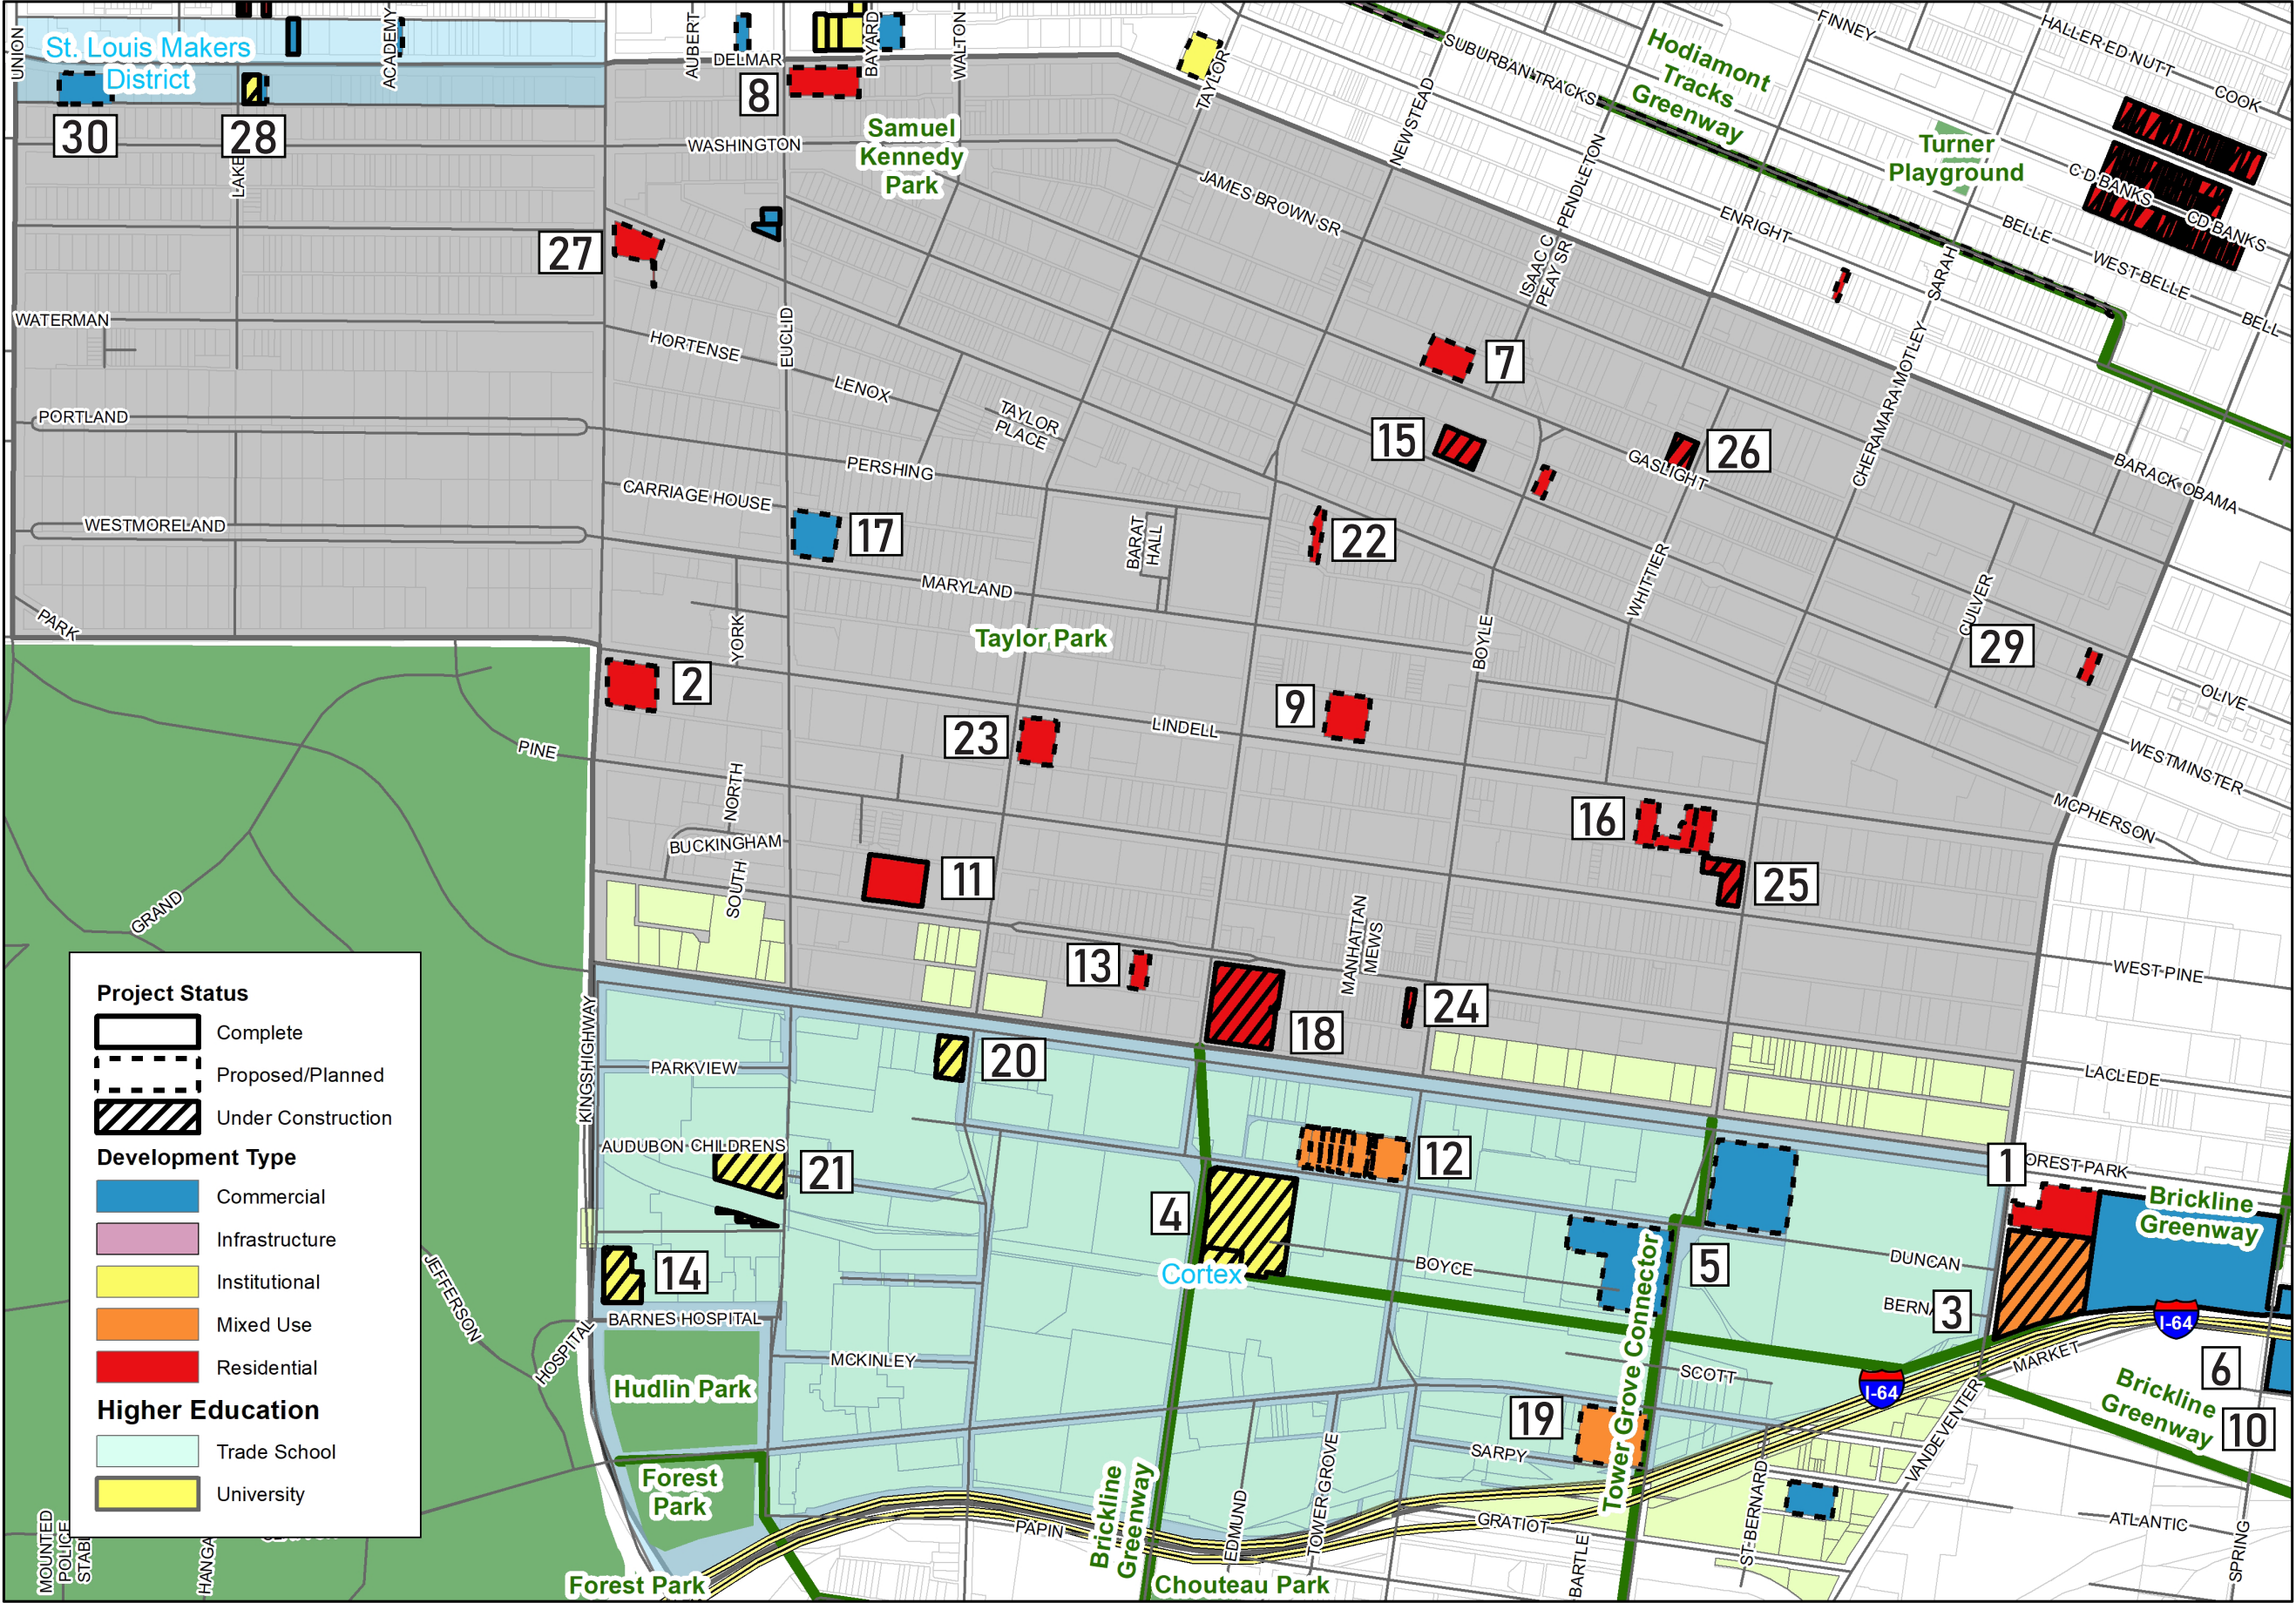 UNION
St. Louis Makers
District
ACADEMY
AUBERT
DELMAR
BAYARD
WALTON
TAYLOR
SUBURBAN TRACKS
Hodiamont
Tracks
Greenway
FINNEY
HALLER ED NUTT
COOK
30
28
LAKE
8
WASHINGTON
Samuel
Kennedy
Park
NEWSTEAD
JAMES BROWN SR
ISAAC C
PEAY SR
PENDLETON
Turner
Playground
C D BANKS
CD BANKS
ENRIGHT
BELLE
WEST BELLE
BELL
SARAH
27
WATERMAN
HORTENSE
EUCLID
LENOX
TAYLOR
PLACE
7
CHERAMARA MOTLEY
PORTLAND
PERSHING
15
26
GASLIGHT
BARACK OBAMA
CARRIAGE HOUSE
WESTMORELAND
17
BARAT
HALL
22
MARYLAND
WHITTIER
CULVER
PARK
YORK
Taylor Park
BOYLE
29
2
OLIVE
9
23
LINDELL
PINE
WESTMINSTER
NORTH
MCPHERSON
16
BUCKINGHAM
SOUTH
11
25
GRAND
MANHATTAN
MEWS
13
WEST PINE
24
18
KINGSHIGHWAY
20
PARKVIEW
LACLEDE
AUDUBON
CHILDRENS
12
21
1
OREST PARK
Brickline
Greenway
4
Cortex
14
BOYCE
5
DUNCAN
BERNA
3
I-64
BARNES HOSPITAL
JEFFERSON
HOSPITAL
MCKINLEY
SCOTT
I-64
MARKET
6
Hudlin Park
Tower Grove Connector
Brickline
Greenway
10
19
SARPY
VANDEVENTER
Forest
Park
Brickline
Greenway
EDMUND
TOWER GROVE
PAPIN
GRATIOT
BARTLE
ST BERNARD
ATLANTIC
SPRING
Forest Park
Chouteau Park
MOUNTED
POLICE
STABL
HANGA
Project Status
Complete
Proposed/Planned
Under Construction
Development Type
Commercial
Infrastructure
Institutional
Mixed Use
Residential
Higher Education
Trade School
University